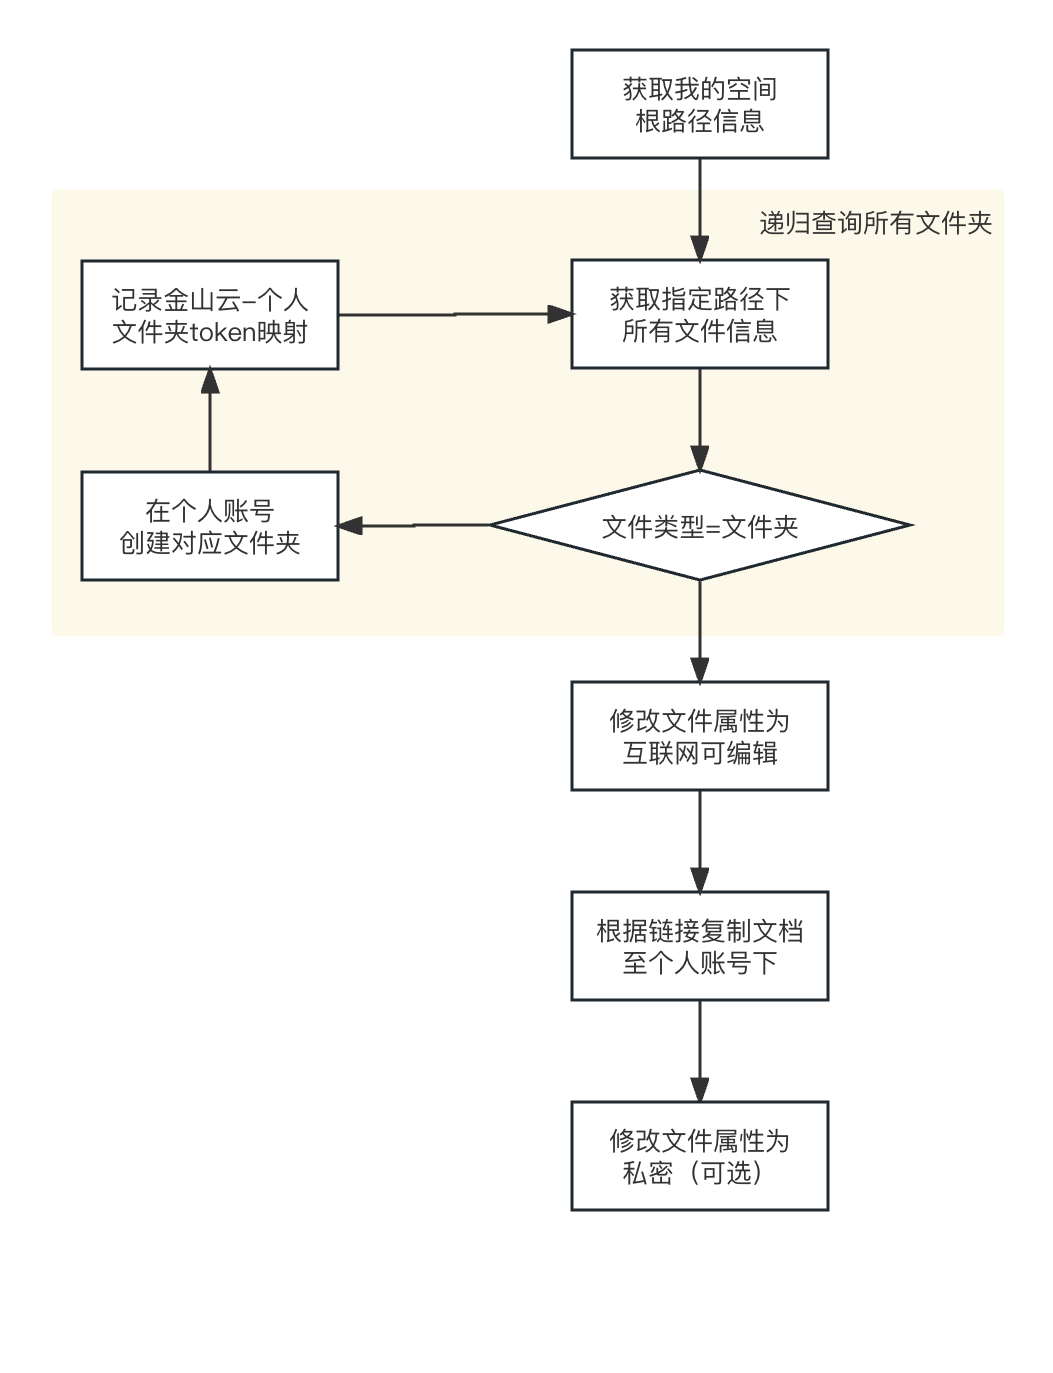 获取我的空间
根路径信息
递归查询所有文件夹
记录金山云-个人
文件夹token映射
获取指定路径下
所有文件信息
在个人账号
创建对应文件夹
文件类型=文件夹
修改文件属性为
互联网可编辑
根据链接复制文档
至个人账号下
修改文件属性为
私密（可选）